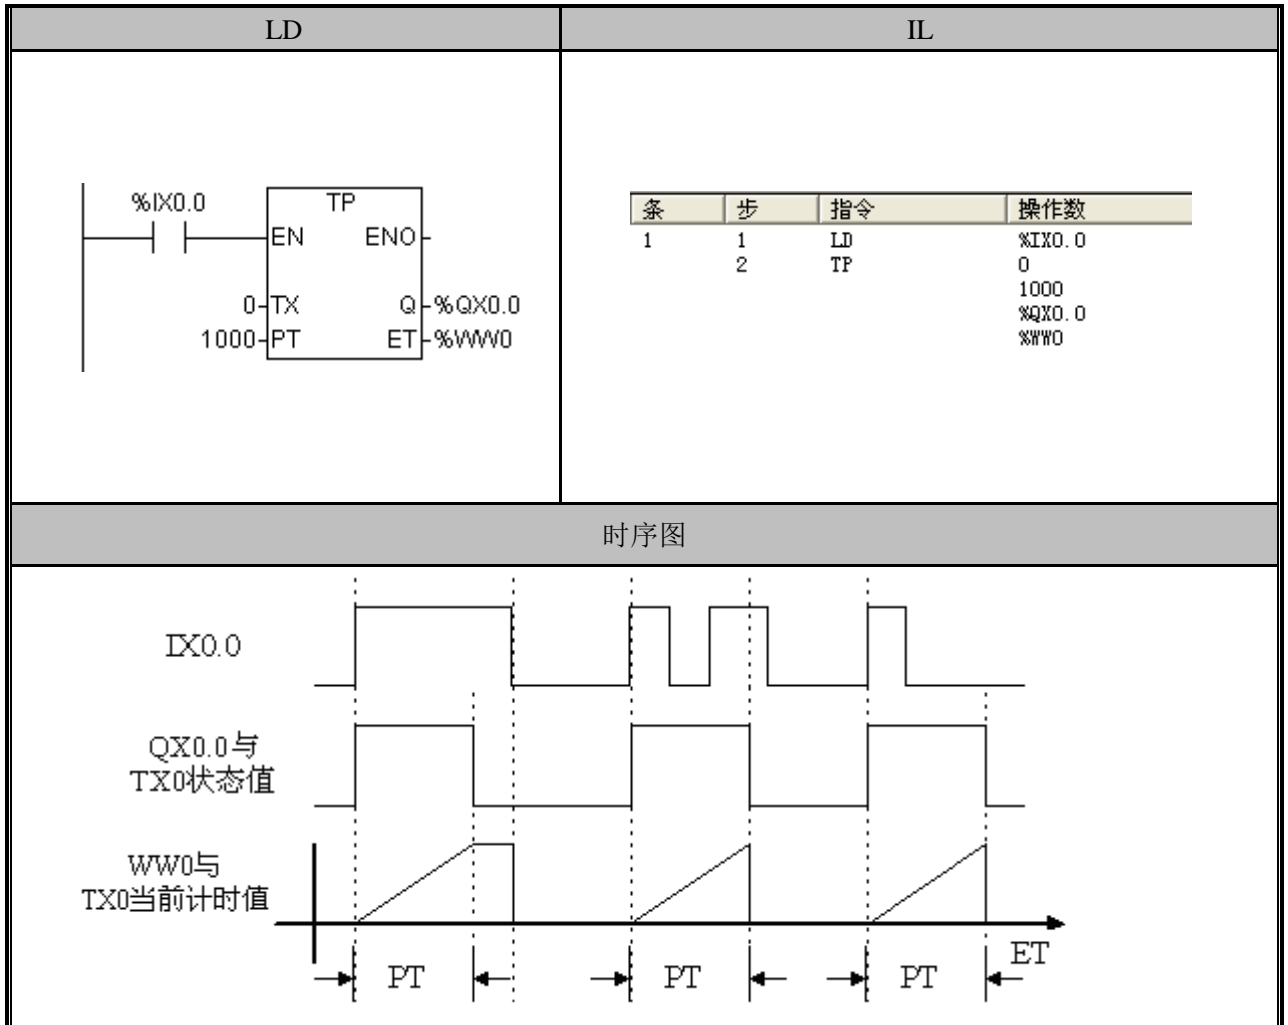 LD
IL
%IX0.0
TP
EN
ENO
0
TX
Q
%QX0.0
1000
PT
ET
%WW0
条 步 指令 操作数
1 1 LD %IX0.0
2 TP 0
1000
%QX0.0
%WW0
时序图
IX0.0
QX0.0与
TX0状态值
WW0与
TX0当前计时值
ET
PT
PT
PT